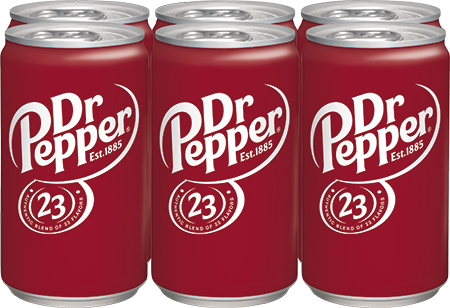 Dr
Pepper®
EST. 1885
23
AUTHENTIC BLEND OF 23 FLAVORS
Dr
Pepper®
EST. 1885
23
AUTHENTIC BLEND OF 23 FLAVORS
Dr
Pepper®
EST. 1885
23
AUTHENTIC BLEND OF 23 FLAVORS